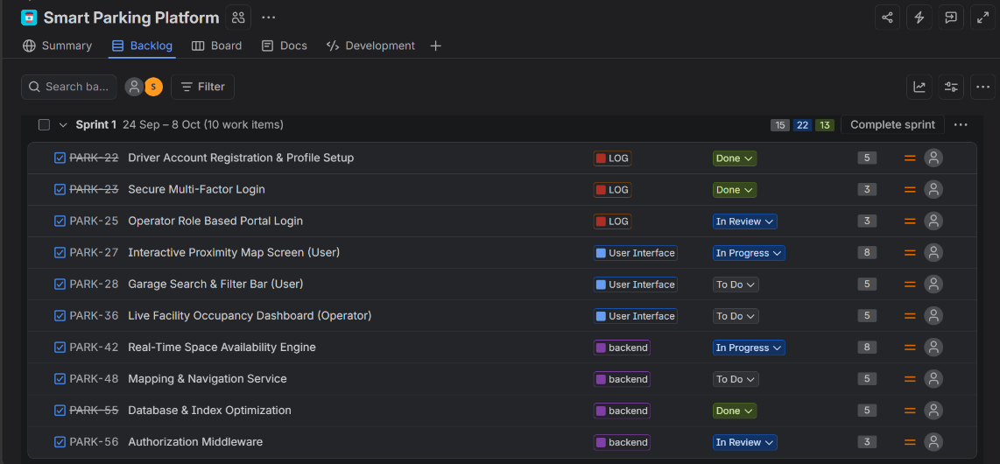 Smart Parking Platform
Summary Backlog Board Docs Development
Search ba... 5 Filter
Sprint 1 24 Sep – 8 Oct (10 work items) 15 22 13 Complete sprint
PARK-22 Driver Account Registration & Profile Setup LOG Done 5
PARK-23 Secure Multi-Factor Login LOG Done 3
PARK-25 Operator Role Based Portal Login LOG In Review 3
PARK-27 Interactive Proximity Map Screen (User) User Interface In Progress 8
PARK-28 Garage Search & Filter Bar (User) User Interface To Do 5
PARK-36 Live Facility Occupancy Dashboard (Operator) User Interface To Do 5
PARK-42 Real-Time Space Availability Engine backend In Progress 8
PARK-48 Mapping & Navigation Service backend To Do 5
PARK-55 Database & Index Optimization backend Done 5
PARK-56 Authorization Middleware backend In Review 3